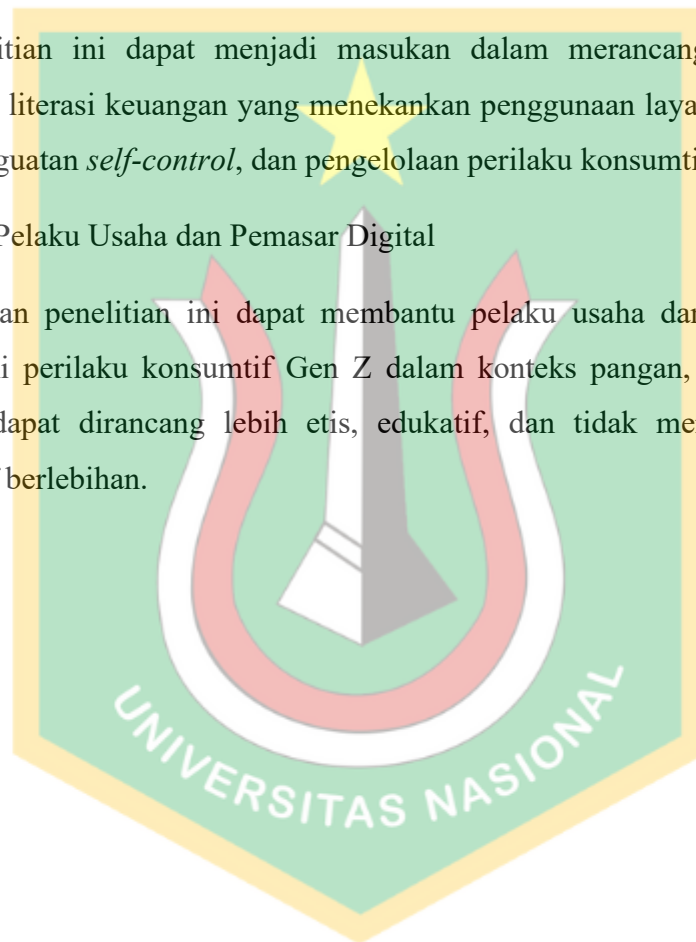 itian ini dapat menjadi masukan dalam merancang
literasi keuangan yang menekankan penggunaan laya
guatan self-control, dan pengelolaan perilaku konsumti
Pelaku Usaha dan Pemasar Digital
an penelitian ini dapat membantu pelaku usaha dar
i perilaku konsumtif Gen Z dalam konteks pangan,
dapat dirancang lebih etis, edukatif, dan tidak me
berlebihan.
UNIVERSITAS NASIONAL